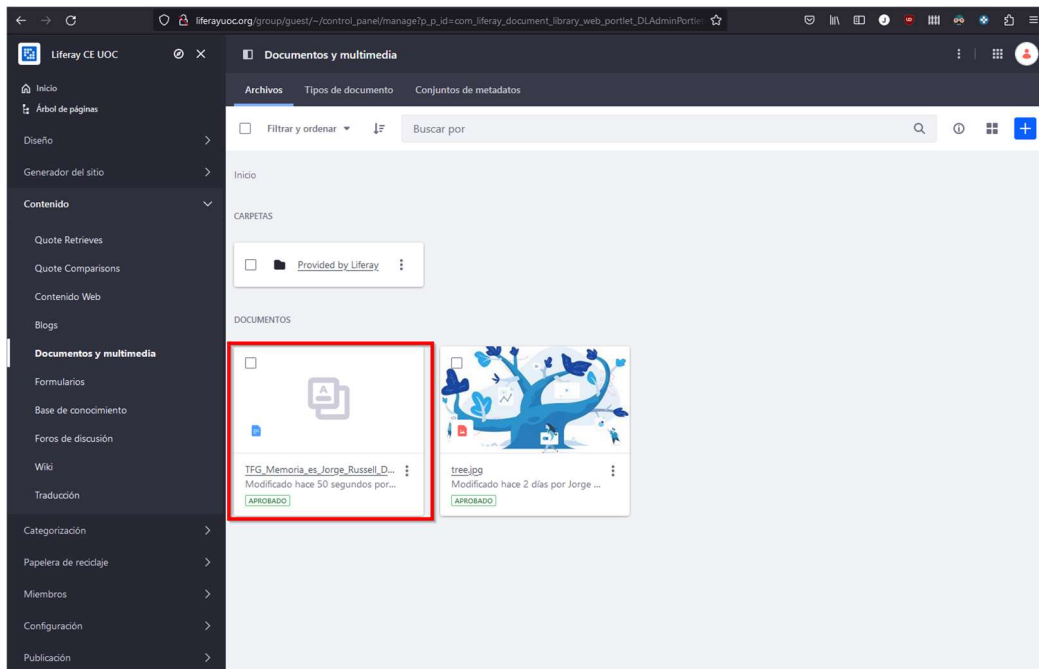 liferayuoc.org/group/guest/~/control_panel/manage?p_p_id=com_liferay_document_library_web_portlet_DLAdminPortlet
Liferay CE UOC
Documentos y multimedia
Inicio
Árbol de páginas
Archivos Tipos de documento Conjuntos de metadatos
Filtrar y ordenar
Buscar por
Diseño
Generador del sitio
Contenido
Quote Retrieves
Quote Comparisons
Contenido Web
Blogs
Documentos y multimedia
Formularios
Base de conocimiento
Foros de discusión
Wiki
Traducción
Categorización
Papelera de reciclaje
Miembros
Configuración
Publicación
Inicio
CARPETAS
Provided by Liferay
DOCUMENTOS
TFG_Memoria_es_Jorge_Russell_D...
Modificado hace 50 segundos por...
APROBADO
tree.jpg
Modificado hace 2 días por Jorge ...
APROBADO